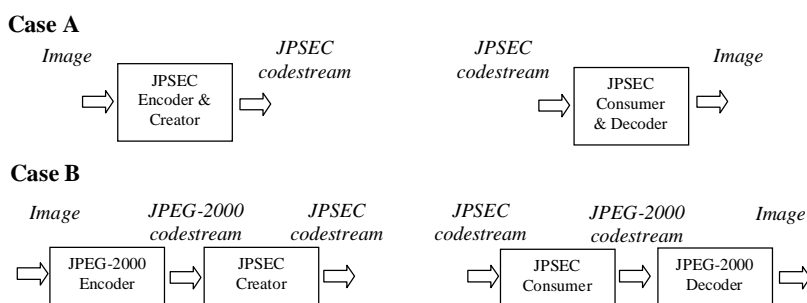 Case A
Image
JPSEC
Encoder &
Creator
JPSEC
codestream
JPSEC
codestream
JPSEC
Consumer
& Decoder
Image
Case B
Image
JPEG-2000
Encoder
JPEG-2000
codestream
JPSEC
Creator
JPSEC
codestream
JPSEC
codestream
JPSEC
Consumer
JPEG-2000
codestream
JPEG-2000
Decoder
Image